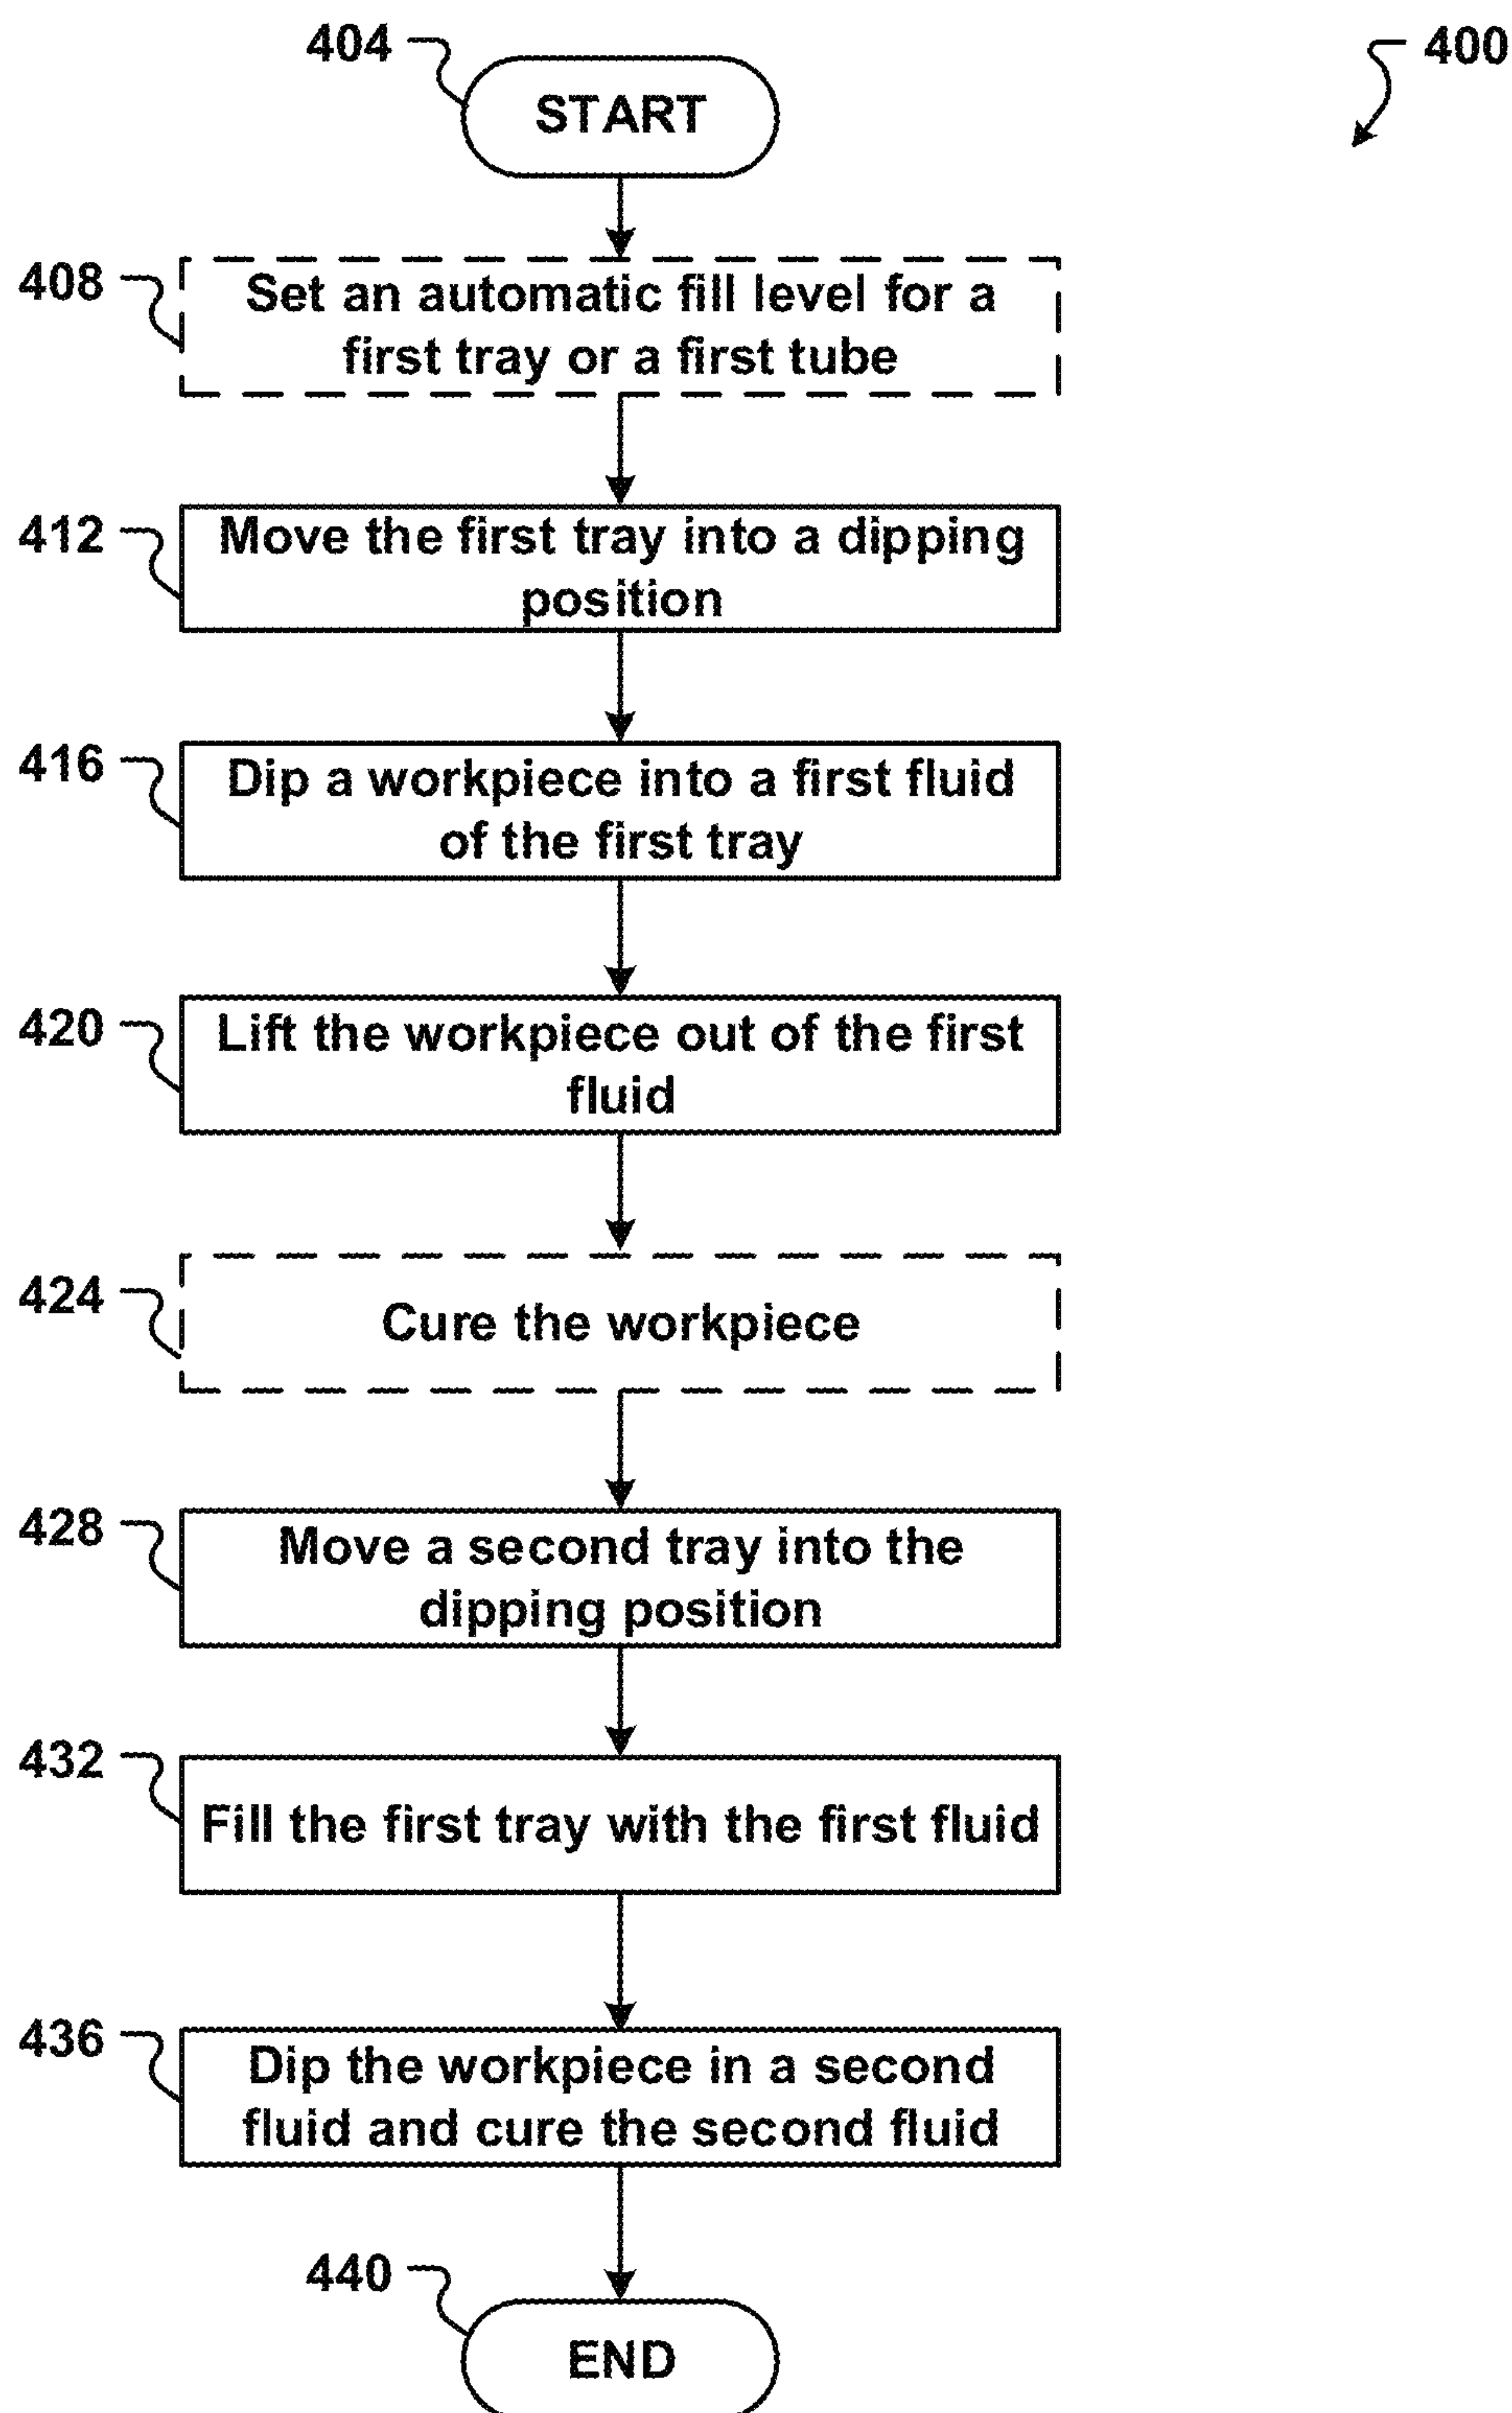 404
400
START
408
Set an automatic fill level for a
first tray or a first tube
412
Move the first tray into a dipping
position
416
Dip a workpiece into a first fluid
of the first tray
420
Lift the workpiece out of the first
fluid
424
Cure the workpiece
428
Move a second tray into the
dipping position
432
Fill the first tray with the first fluid
436
Dip the workpiece in a second
fluid and cure the second fluid
440
END